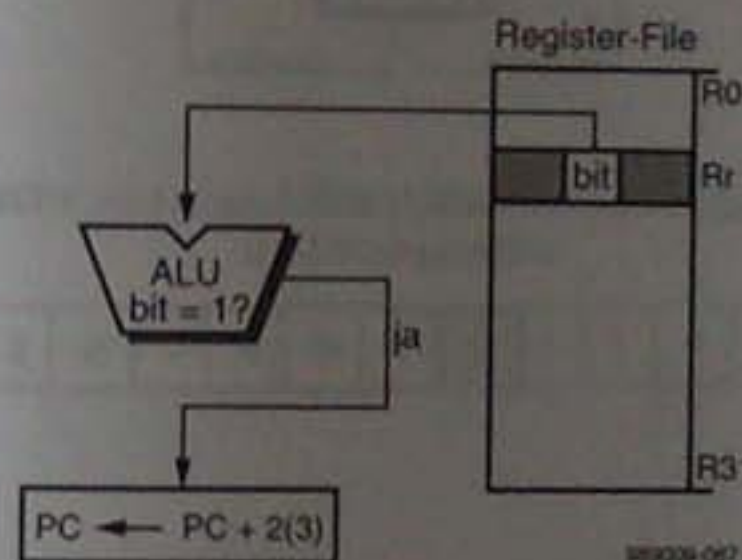 Register-File
R0
bit
Rr
ALU
bit = 1?
ja
R3
PC ← PC + 2(3)